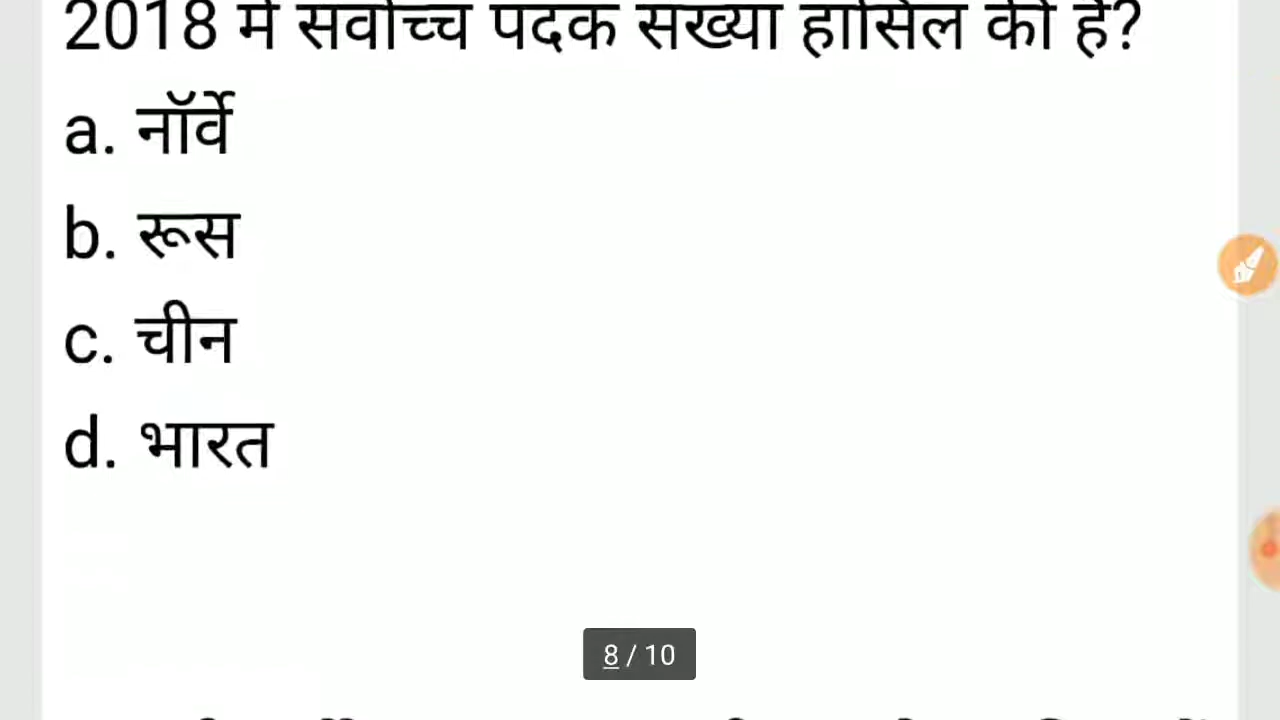 2018 में सर्वोच्च पदक संख्या हासिल की है?
a. नॉर्वे
b. रूस
c. चीन
d. भारत
8 / 10